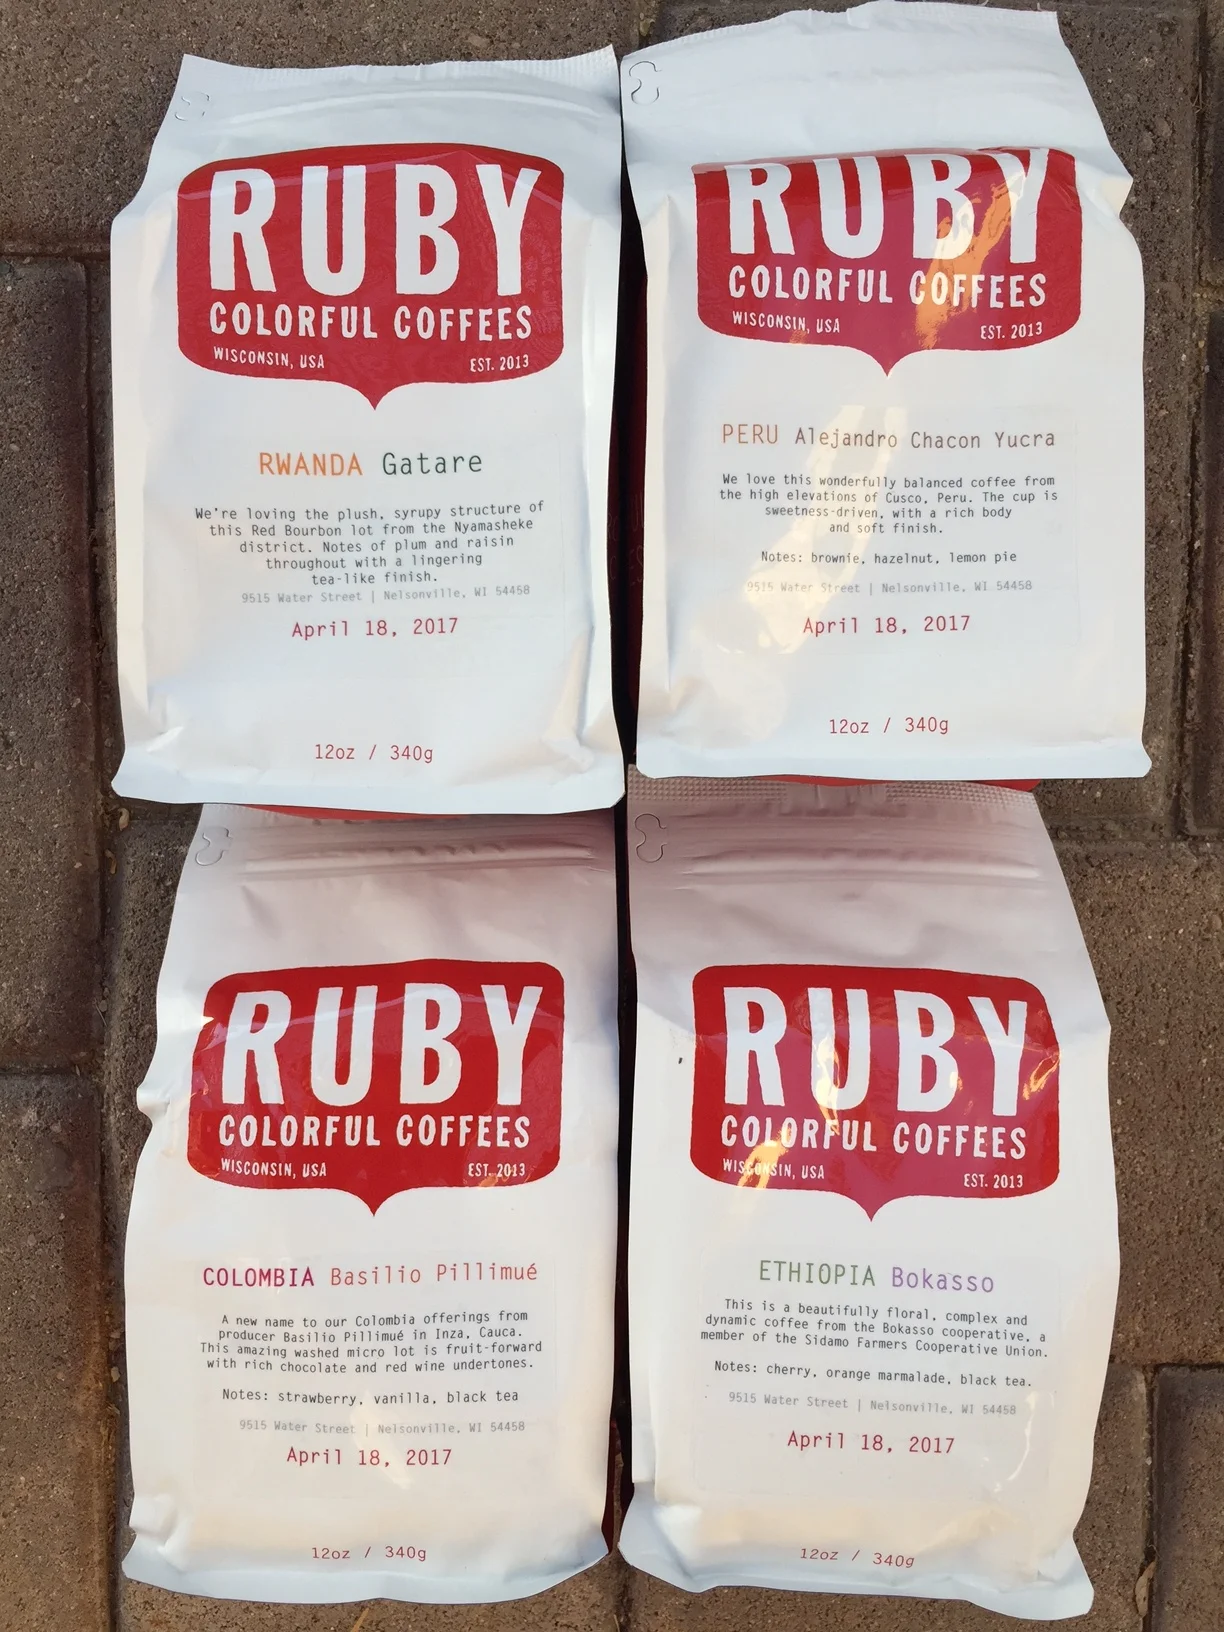 RUBY
COLORFUL COFFEES
WISCONSIN, USA
EST. 2013
RWANDA Gatare
We're loving the plush, syrupy structure of
this Red Bourbon lot from the Nyamasheke
district. Notes of plum and raisin
throughout with a lingering
tea-like finish.
9515 Water Street | Nelsonville, WI 54458
April 18, 2017
12oz / 340g
RUBY
COLORFUL COFFEES
WISCONSIN, USA
EST. 2013
PERU Alejandro Chacon Yucra
We love this wonderfully balanced coffee from
the high elevations of Cusco, Peru. The cup is
sweetness-driven, with a rich body
and soft finish.
Notes: brownie, hazelnut, lemon pie
9515 Water Street | Nelsonville, WI 54458
April 18, 2017
12oz / 340g
RUBY
COLORFUL COFFEES
WISCONSIN, USA
EST. 2013
COLOMBIA Basilio Pillimué
A new name to our Colombia offerings from
producer Basilio Pillimué in Inza, Cauca.
This amazing washed micro lot is fruit-forward
with rich chocolate and red wine undertones.
Notes: strawberry, vanilla, black tea
9515 Water Street | Nelsonville, WI 54458
April 18, 2017
12oz / 340g
RUBY
COLORFUL COFFEES
WISCONSIN, USA
EST. 2013
ETHIOPIA Bokasso
This is a beautifully floral, complex and
dynamic coffee from the Bokasso cooperative, a
member of the Sidamo Farmers Cooperative Union.
Notes: cherry, orange marmalade, black tea.
9515 Water Street | Nelsonville, WI 54458
April 18, 2017
12oz / 340g